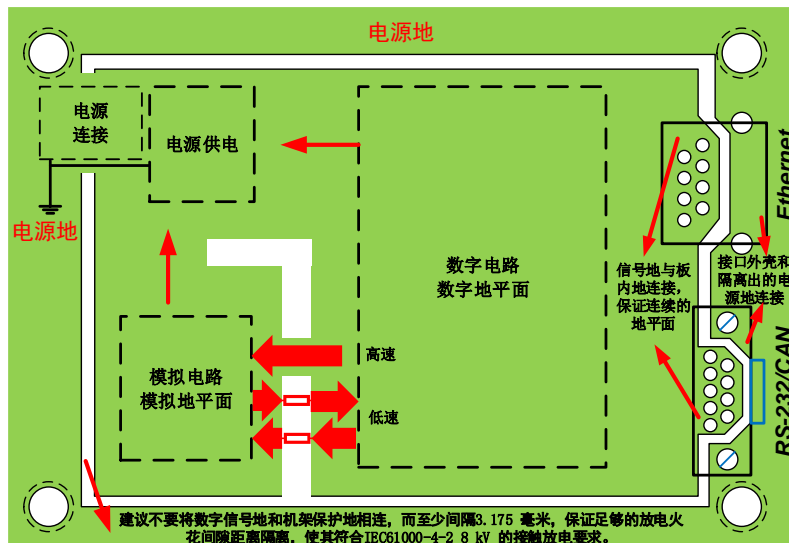 电源地
电源
连接
电源供电
电源地
数字电路
数字地平面
模拟电路
模拟地平面
高速
低速
Ethernet
信号地与板
内地连接，
保证连续的
地平面
接口外壳和
隔离出的电
源地连接
RS-232/CAN
建议不要将数字信号地和机架保护地相连，而至少间隔3.175 毫米，保证足够的放电火
花间隙距离隔离，使其符合IEC61000-4-2 8 kV 的接触放电要求。